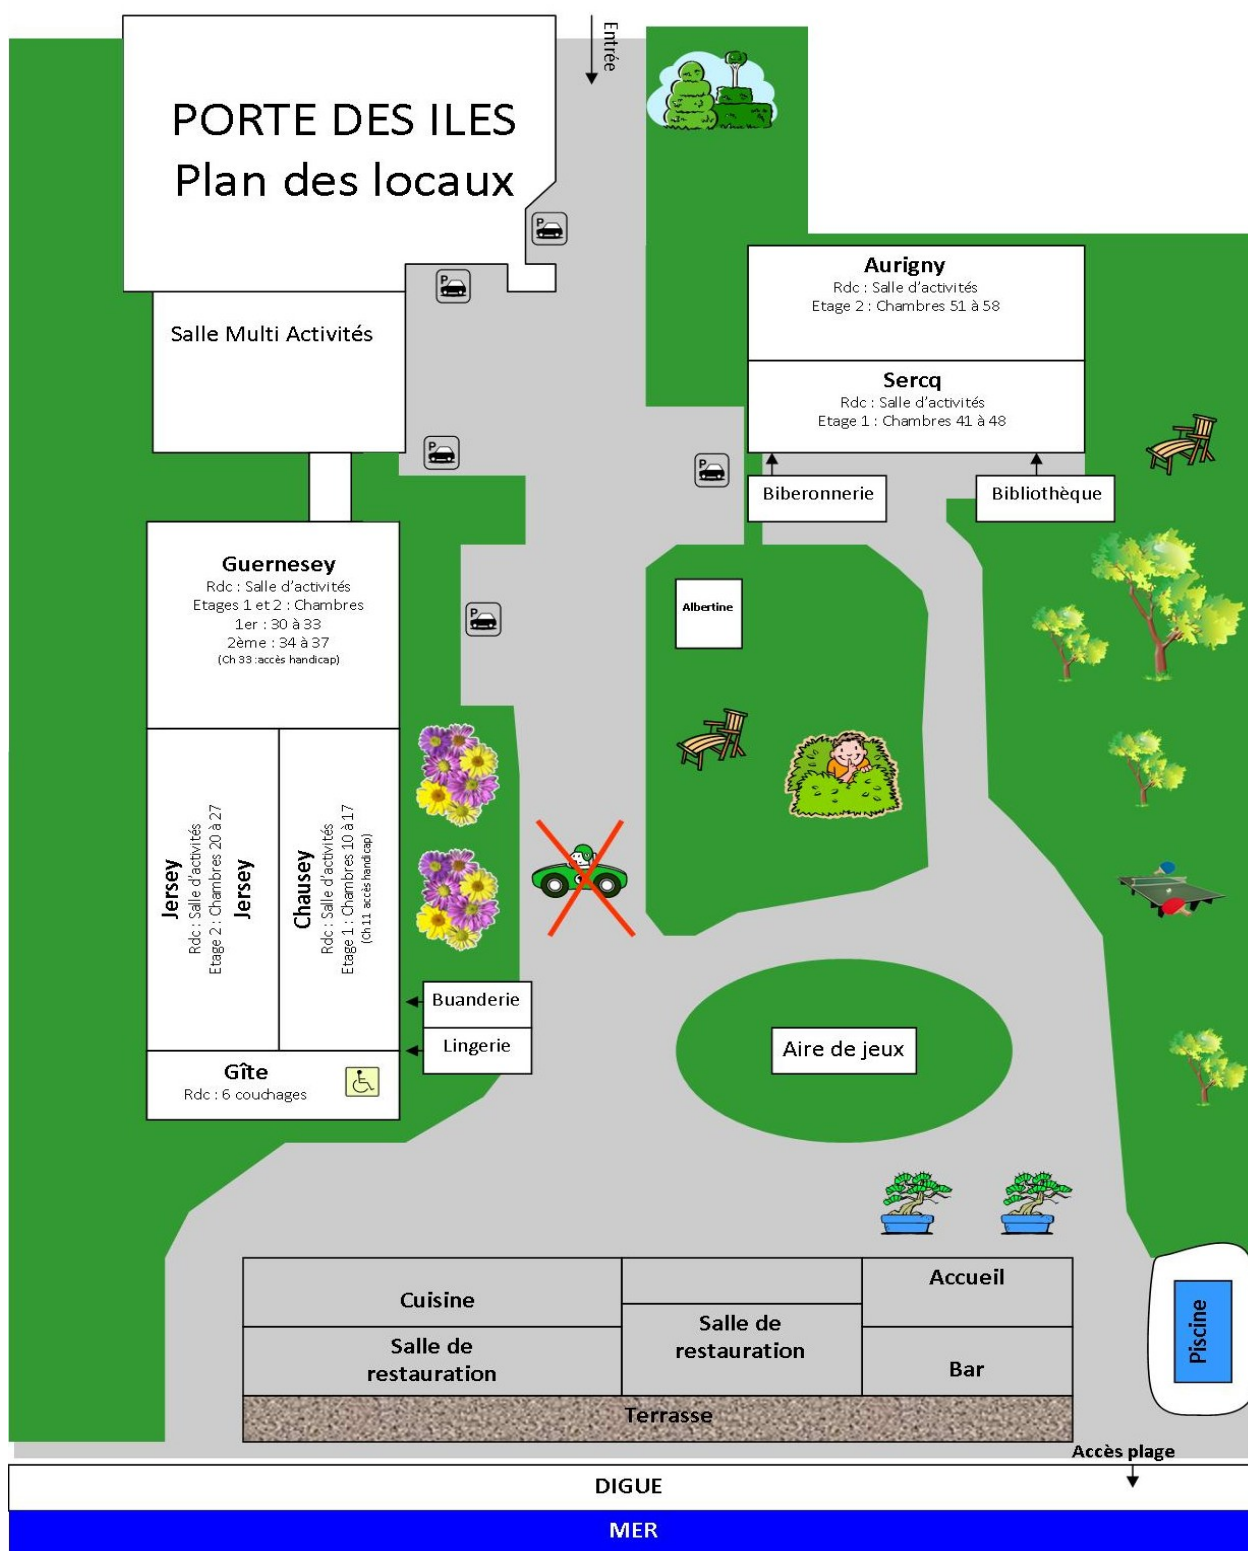 Entrée
PORTE DES ILES
Plan des locaux
P
P
Salle Multi Activités
P
P
Aurigny
Rdc : Salle d'activités
Etage 2 : Chambres 51 à 58
Sercq
Rdc : Salle d'activités
Etage 1 : Chambres 41 à 48
Biberonnerie
Bibliothèque
Guernesey
Rdc : Salle d'activités
Etages 1 et 2 : Chambres
1er : 30 à 33
2ème : 34 à 37
(Ch 33 :accès handicap)
P
Albertine
Jersey
Rdc : Salle d'activités
Etage 2 : Chambres 20 à 27
Jersey
Chausey
Rdc : Salle d'activités
Etage 1 : Chambres 10 à 17
(Ch 11 accès handicap)
Buanderie
Lingerie
Gîte
Rdc : 6 couchages
Aire de jeux
Cuisine
Salle de
restauration
Salle de
restauration
Accueil
Bar
Terrasse
Piscine
Accès plage
DIGUE
MER